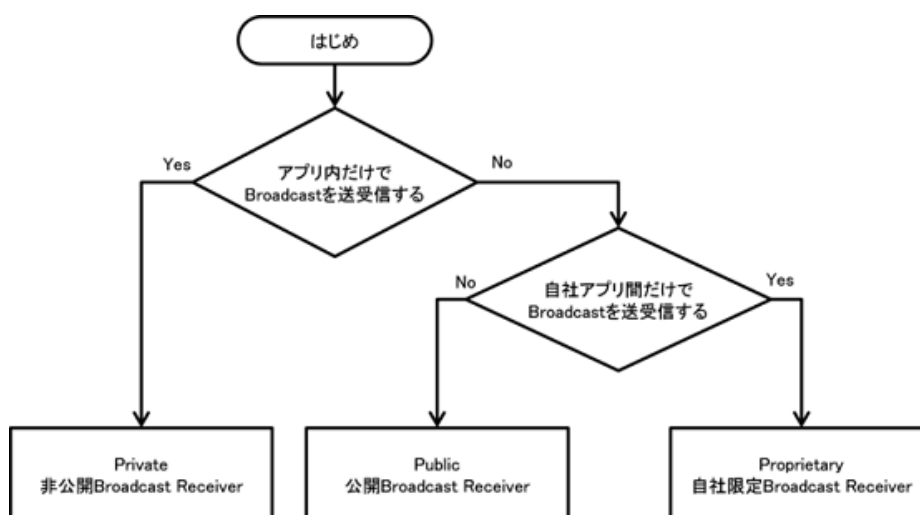 はじめ
アプリ内だけで
Broadcastを送受信する
Yes
No
自社アプリ間だけで
Broadcastを送受信する
No
Yes
Private
非公開Broadcast Receiver
Public
公開Broadcast Receiver
Proprietary
自社限定Broadcast Receiver